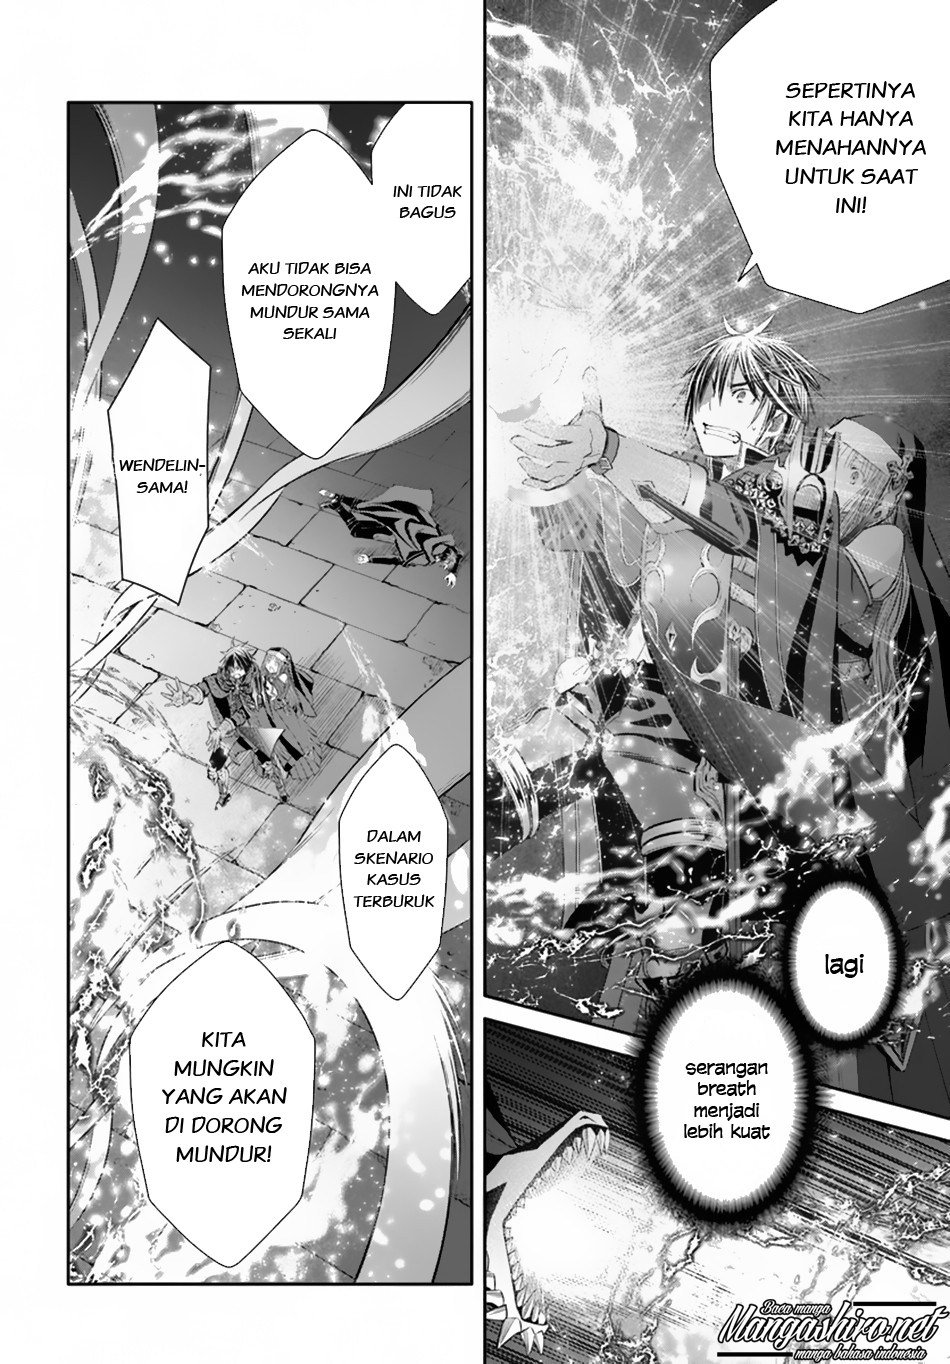 SEPERTINYA
KITA HANYA
MENAHANNYA
UNTUK SAAT
INI!
lagi
serangan
breath
menjadi
lebih kuat
INI TIDAK
BAGUS
AKU TIDAK BISA
MENDORONGNYA
MUNDUR SAMA
SEKALI
WENDELIN-
SAMA!
DALAM
SKENARIO
KASUS
TERBURUK
KITA
MUNGKIN
YANG AKAN
DI DORONG
MUNDUR!
Baca manga
Mangashiro.net
manga bahasa indonesia